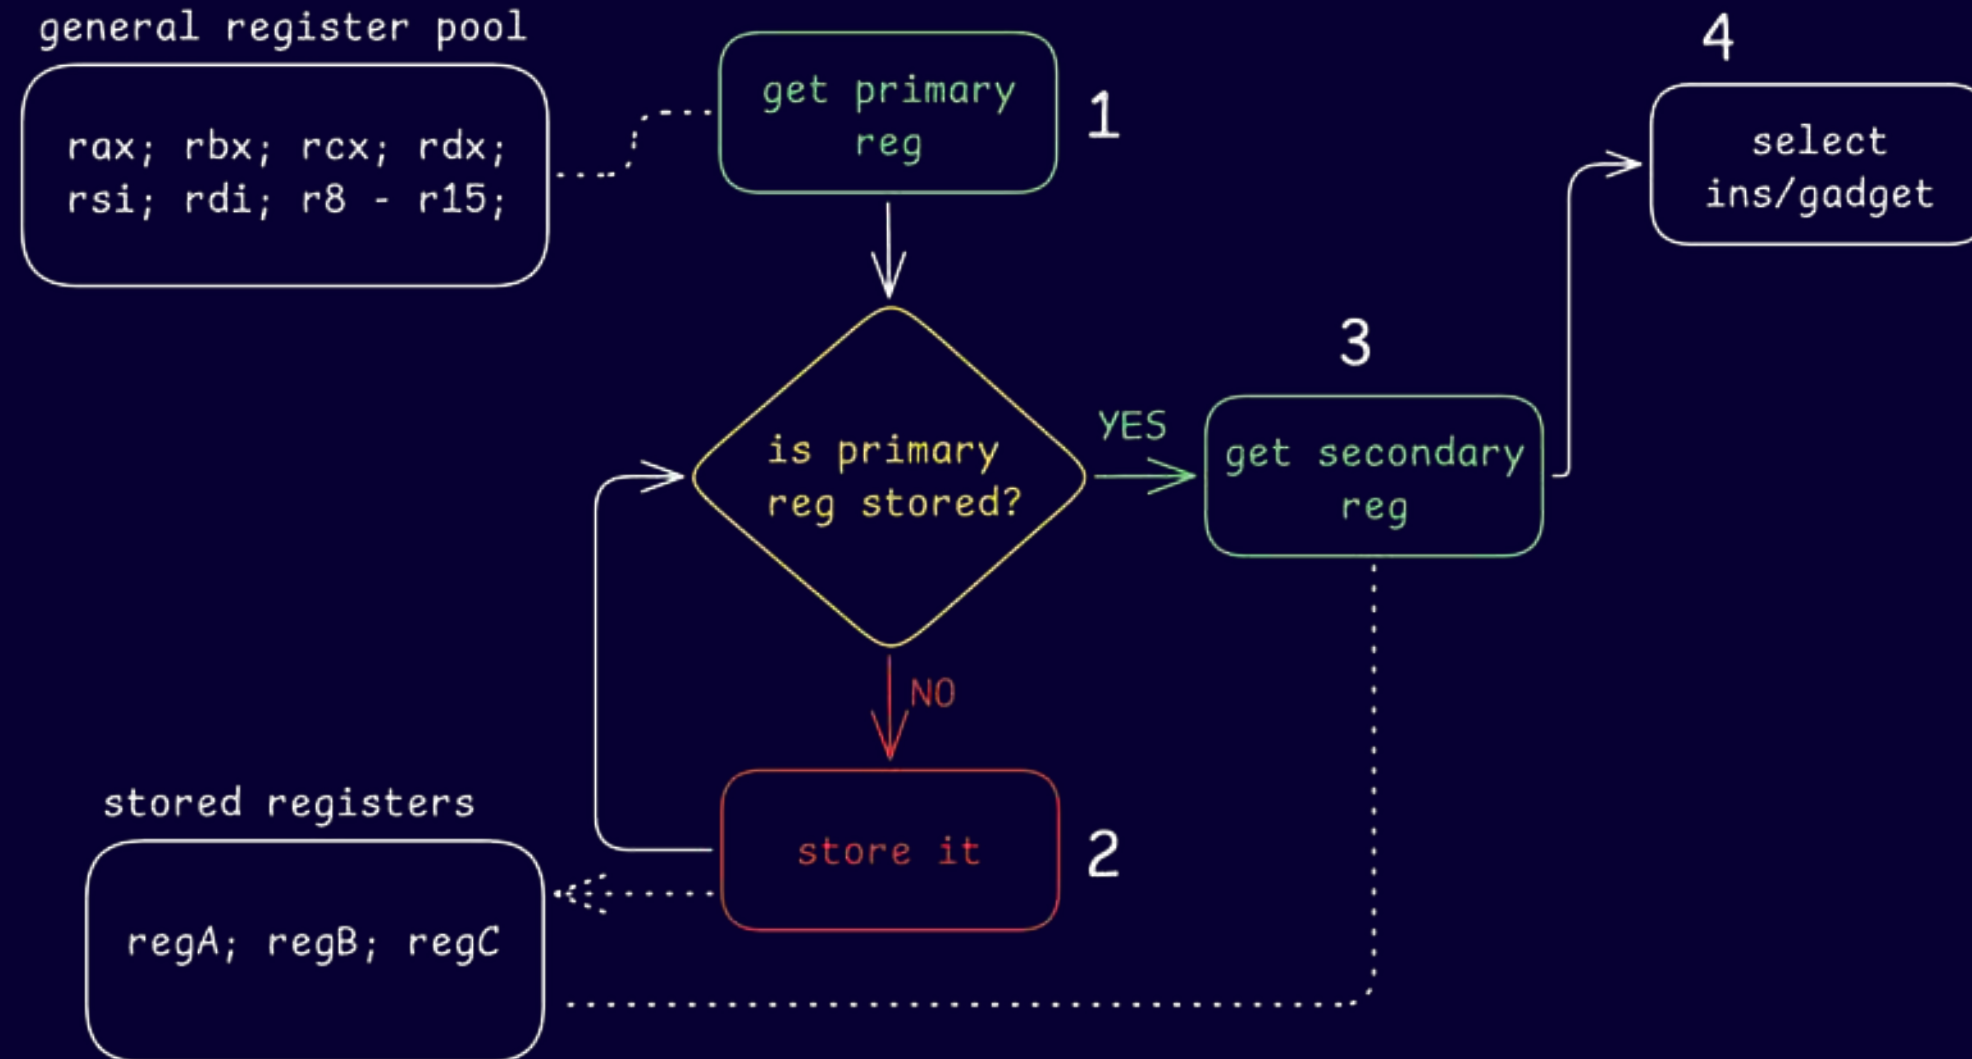 general register pool
rax; rbx; rcx; rdx;
rsi; rdi; r8 - r15;
get primary
reg
1
4
select
ins/gadget
is primary
reg stored?
YES
3
get secondary
reg
NO
store it
2
stored registers
regA; regB; regC